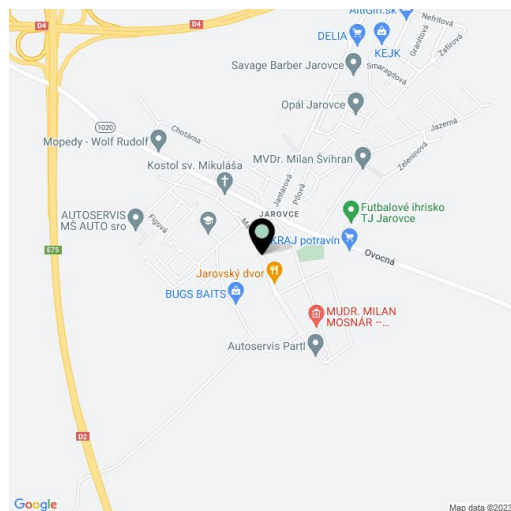 D4
AltiGirl.sk
Nefritová
DELIA
KEJK
Granitová
Zafírová
D4
Savage Barber Jarovce
Smaragdová
Opál Jarovce
1020
Chotárna
Jazerná
Mopedy - Wolf Rudolf
MVDr. Milan Švihran
Zeleninová
Kostol sv. Mikuláša
Jantárová
Pílová
AUTOSERVIS
MŠ AUTO sro
Figová
JAROVCE
Futbalové ihrisko
TJ Jarovce
KRAJ potravín
E75
Ovocná
Jarovský dvor
BUGS BAITS
MUDR. MILAN
MOSNÁR –...
Autoservis Partl
D2
Google
Map data ©2023